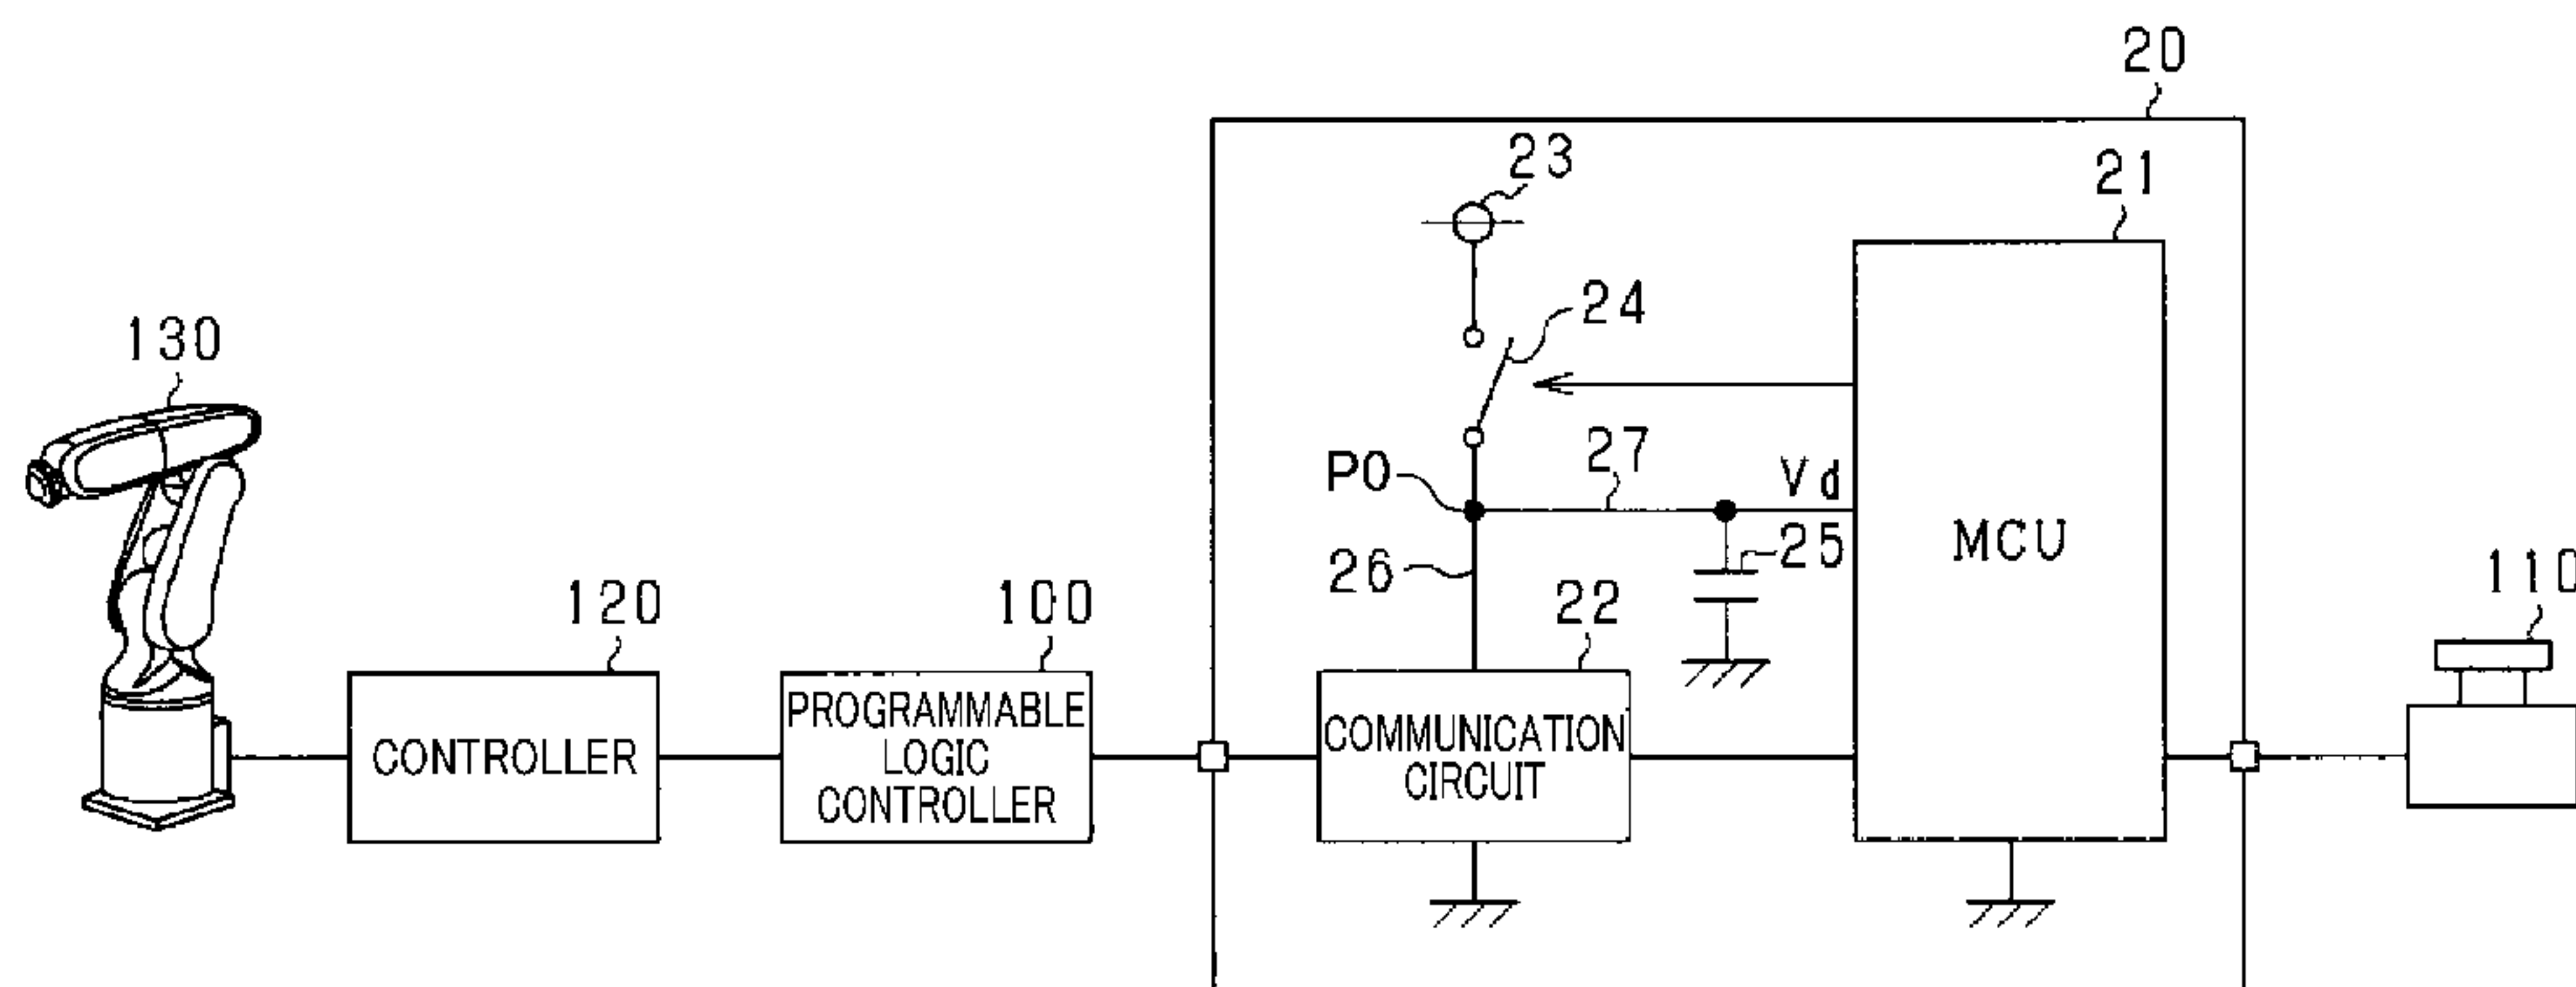 20
23
21
24
130
27
Vd
P0
MCU
25
26
110
120
100
22
PROGRAMMABLE
LOGIC
CONTROLLER
CONTROLLER
COMMUNICATION
CIRCUIT